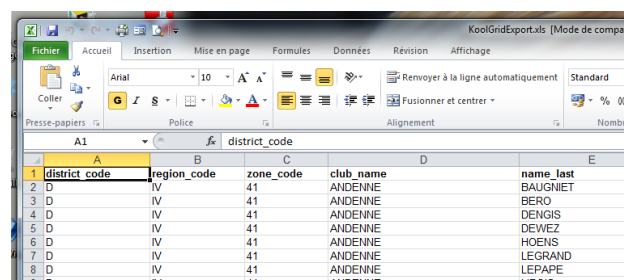 KoolGridExport.xls [Mode de compa
Fichier Accueil Insertion Mise en page Formules Données Révision Affichage
Arial 10 A A Renvoyer à la ligne automatiquement Standard
Coller G I S A Fusionner et centrer % 00
Presse-papiers Police Alignement Nomb
A1 fx district_code
A B C D E
1 district_code region_code zone_code club_name name_last
2 D IV 41 ANDENNE BAUGNIET
3 D IV 41 ANDENNE BERO
4 D IV 41 ANDENNE DENGIS
5 D IV 41 ANDENNE DEWEZ
6 D IV 41 ANDENNE HOENS
7 D IV 41 ANDENNE LEGRAND
8 D IV 41 ANDENNE LEPAPE